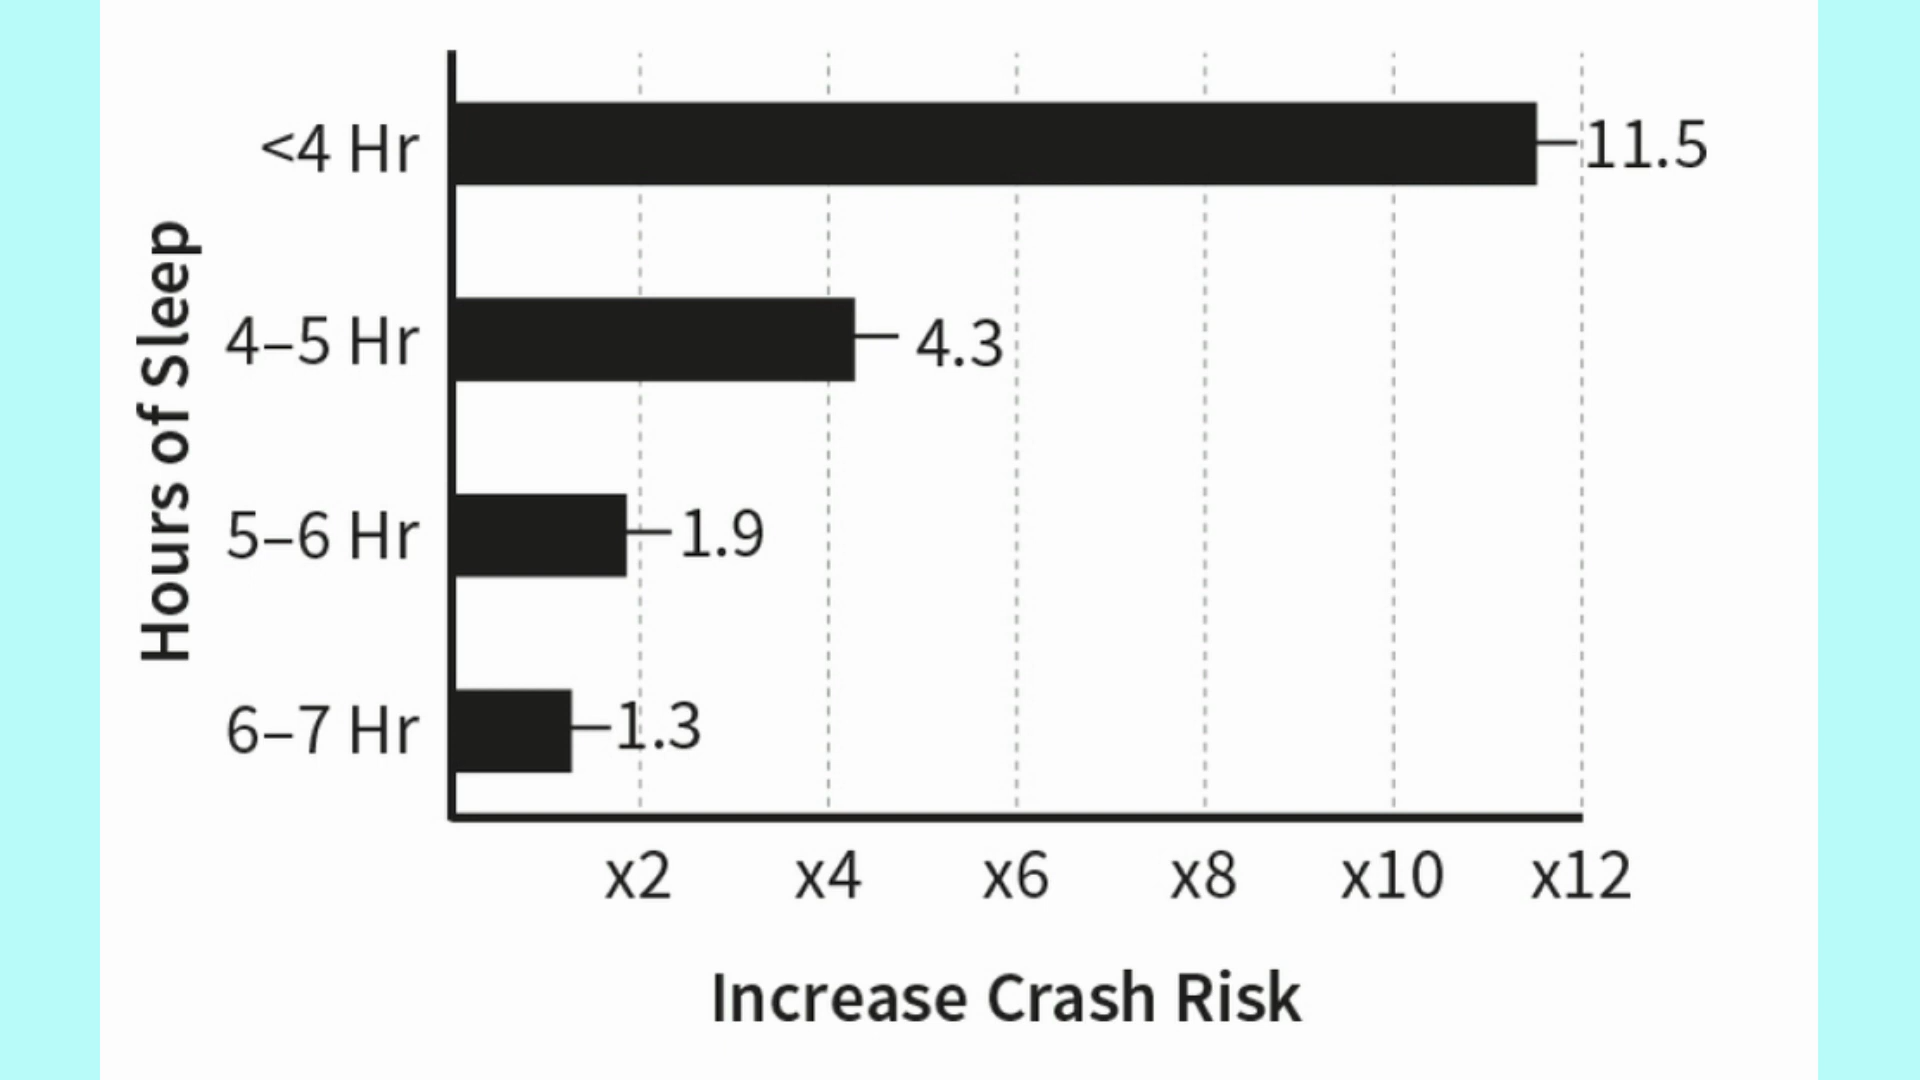 Hours of Sleep
<4 Hr
11.5
4–5 Hr
4.3
5–6 Hr
1.9
6–7 Hr
1.3
x2 x4 x6 x8 x10 x12
Increase Crash Risk